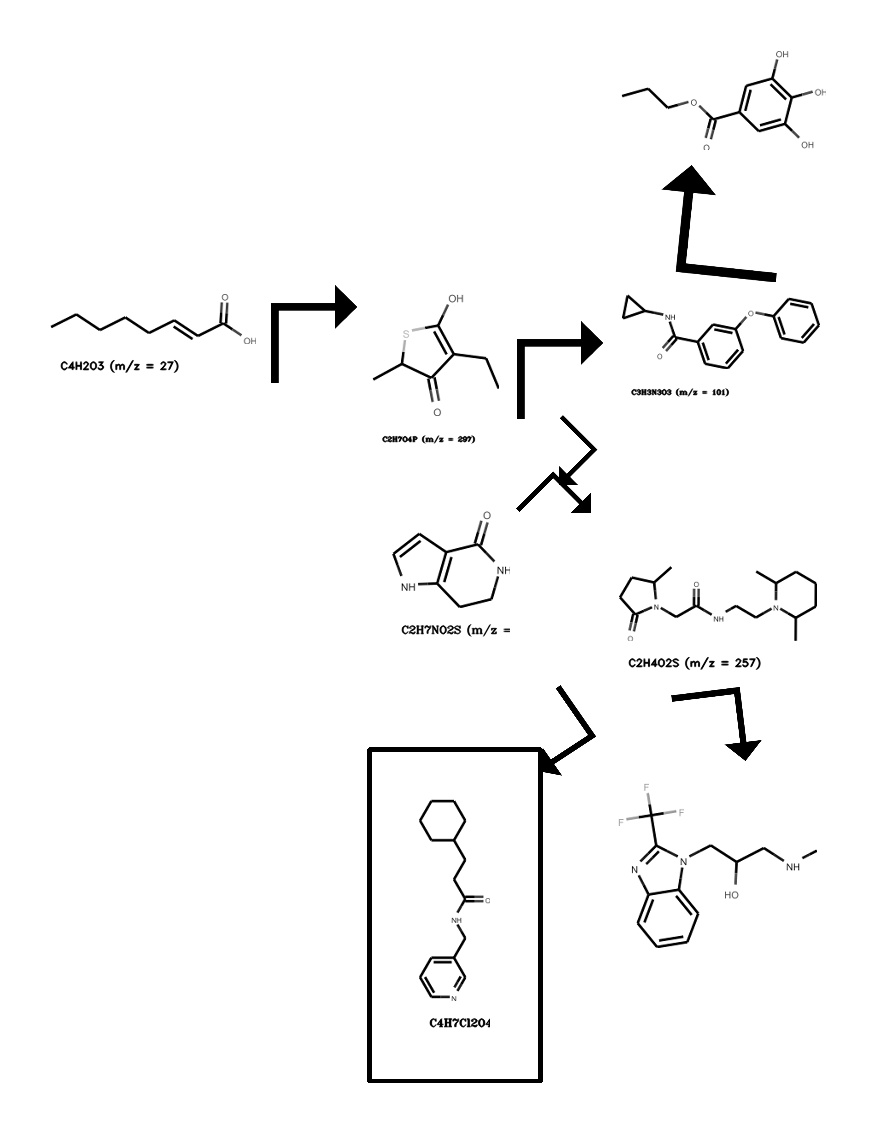 OH
O
OH
O
OH
O
OH
C4H2O3 (m/z = 27)
OH
S
O
C2H7O4P (m/z = 297)
NH
O
O
C3H3N3O3 (m/z = 101)
O
NH
NH
C2H7NO2S (m/z =
O
N
O
NH
N
C2H4O2S (m/z = 257)
O
NH
N
C4H7Cl2O4
F
F
F
N
N
HO
NH